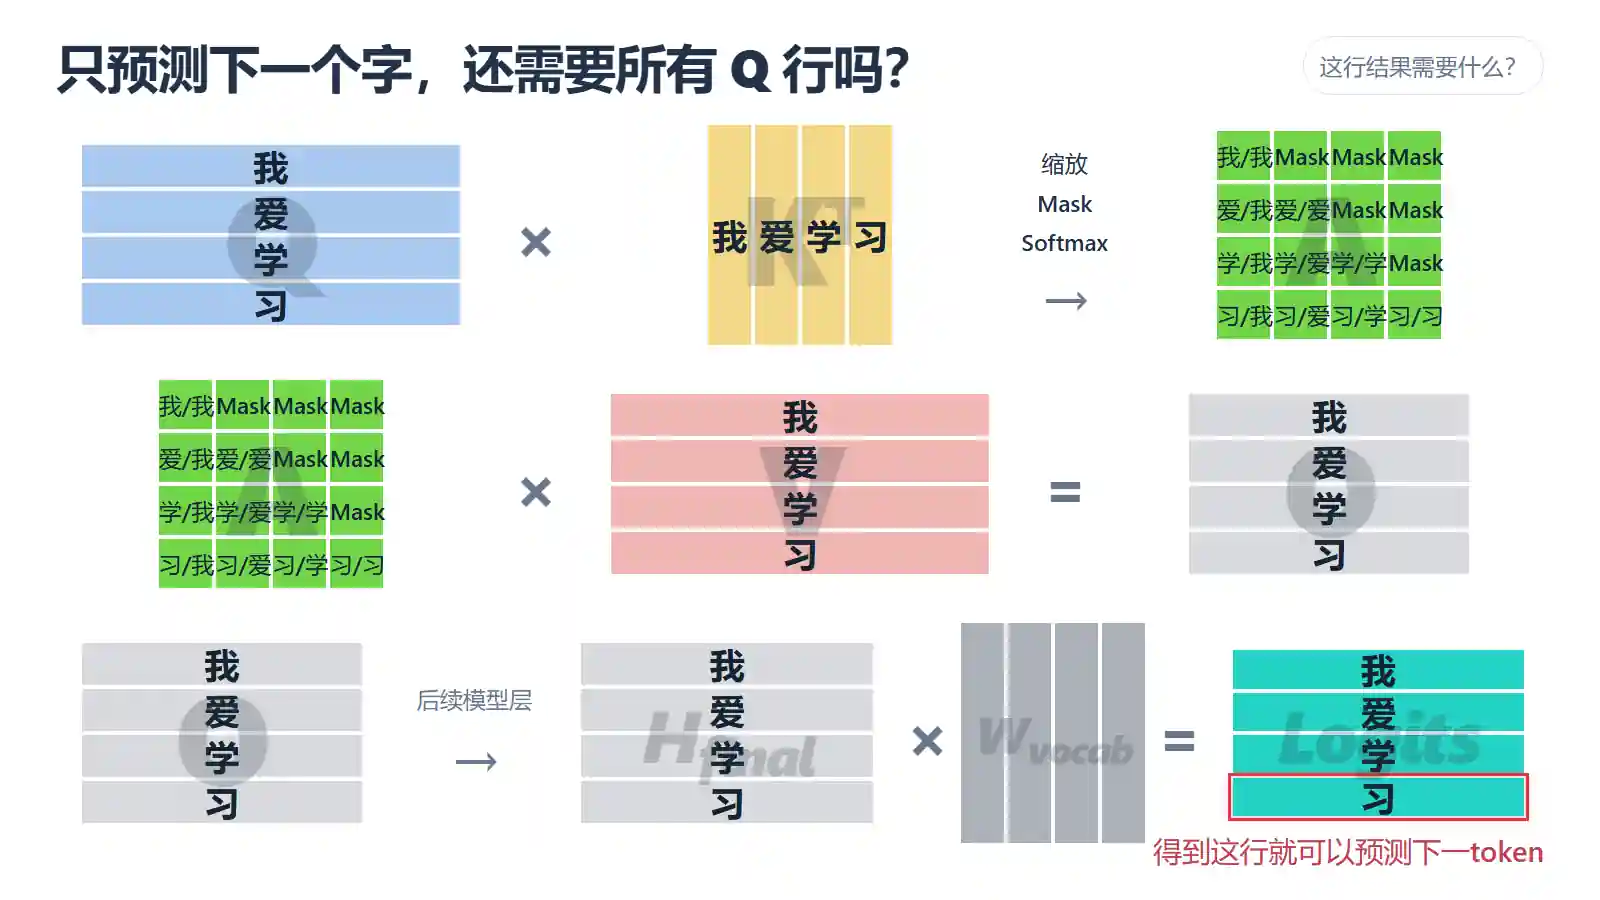 只预测下一个字，还需要所有 Q 行吗？
这行结果需要什么？
Q
我
爱
学
习
×
K^T
我 爱 学 习
缩放
Mask
Softmax
→
A
我/我 Mask Mask Mask
爱/我 爱/爱 Mask Mask
学/我 学/爱 学/学 Mask
习/我 习/爱 习/学 习/习
A
我/我 Mask Mask Mask
爱/我 爱/爱 Mask Mask
学/我 学/爱 学/学 Mask
习/我 习/爱 习/学 习/习
×
V
我
爱
学
习
=
O
我
爱
学
习
O
我
爱
学
习
后续模型层
→
H_final
我
爱
学
习
×
W_vocab
=
Logits
我
爱
学
习
得到这行就可以预测下一token